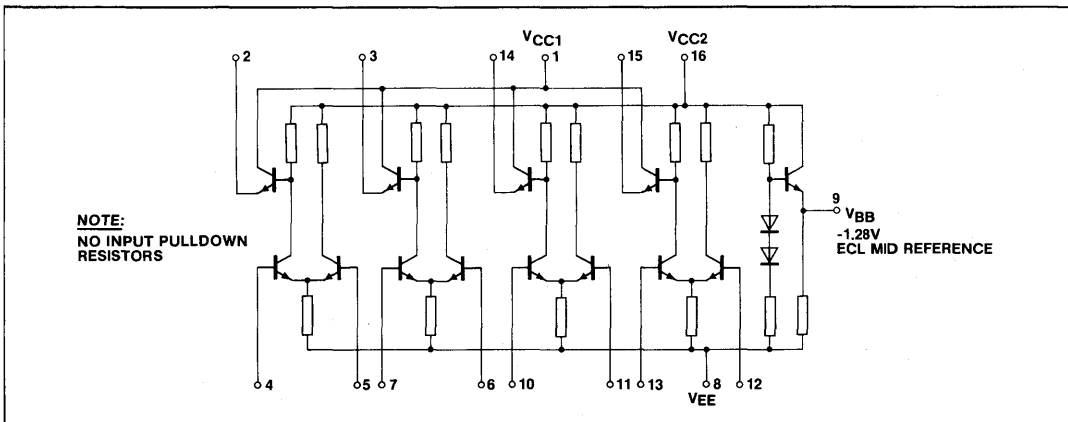 VCC1
VCC2
2
3
14
1
15
16
9
VBB
-1.28V
ECL MID REFERENCE
NOTE:
NO INPUT PULLDOWN
RESISTORS
4
5
7
6
10
11
13
8
12
VEE